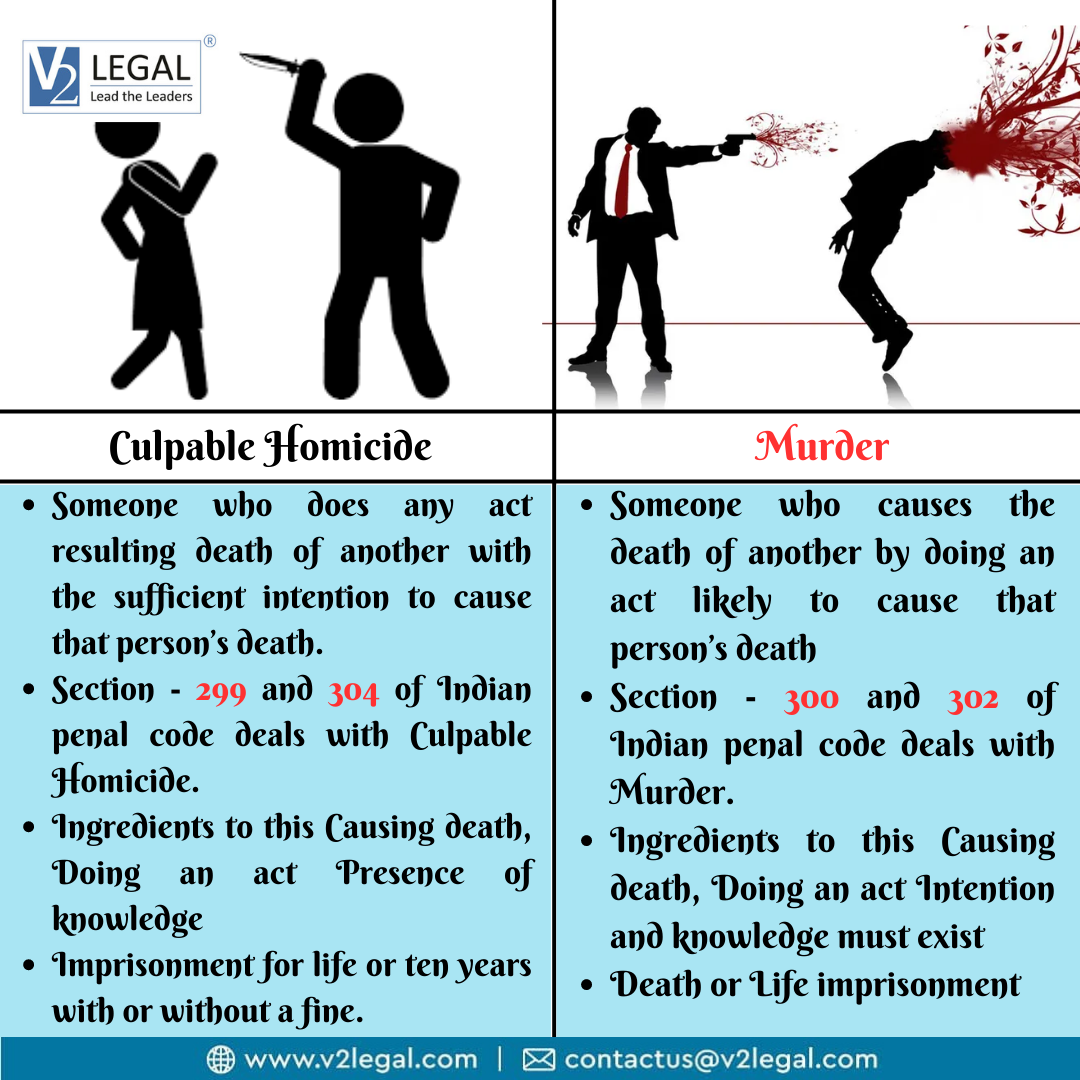 V2 LEGAL ®
Lead the Leaders
Culpable Homicide
Someone who does any act
resulting death of another with
the sufficient intention to cause
that person's death.
Section - 299 and 304 of Indian
penal code deals with Culpable
Homicide.
Ingredients to this Causing death,
Doing an act Presence of
knowledge
Imprisonment for life or ten years
with or without a fine.
Murder
Someone who causes the
death of another by doing an
act likely to cause that
person's death
Section - 300 and 302 of
Indian penal code deals with
Murder.
Ingredients to this Causing
death, Doing an act Intention
and knowledge must exist
Death or Life imprisonment
www.v2legal.com | contactus@v2legal.com